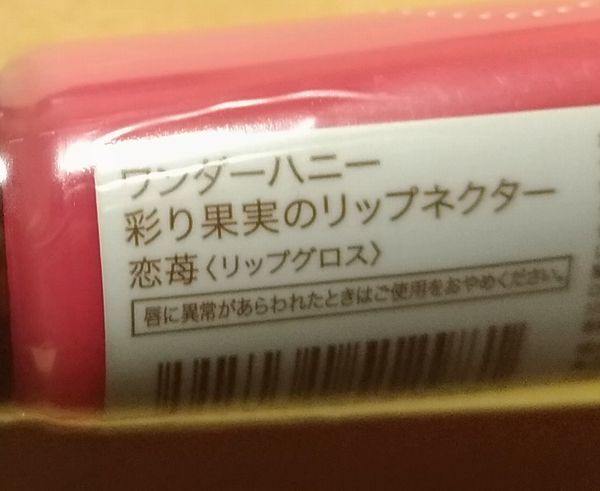 ワンダーハニー
彩り果実のリップネクター
恋苺〈リップグロス〉
唇に異常があらわれたときはご使用をおやめください。